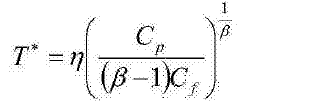 T* = η(C_p / ((β−1)C_f))^{1/β}